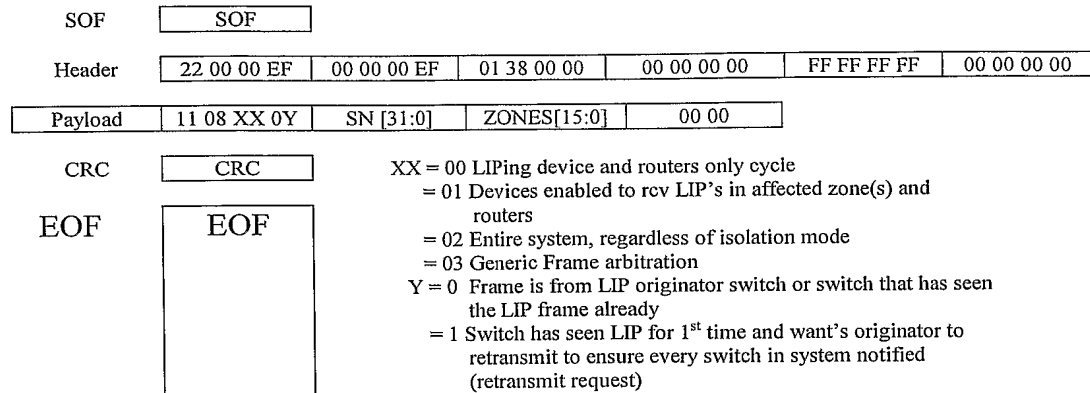 SOF SOF
Header 22 00 00 EF 00 00 00 EF 01 38 00 00 00 00 00 00 FF FF FF FF 00 00 00 00
Payload 11 08 XX 0Y SN [31:0] ZONES[15:0] 00 00
CRC CRC
XX = 00 LIPing device and routers only cycle
= 01 Devices enabled to rcv LIP's in affected zone(s) and
routers
EOF EOF
= 02 Entire system, regardless of isolation mode
= 03 Generic Frame arbitration
Y = 0 Frame is from LIP originator switch or switch that has seen
the LIP frame already
= 1 Switch has seen LIP for 1st time and want's originator to
retransmit to ensure every switch in system notified
(retransmit request)